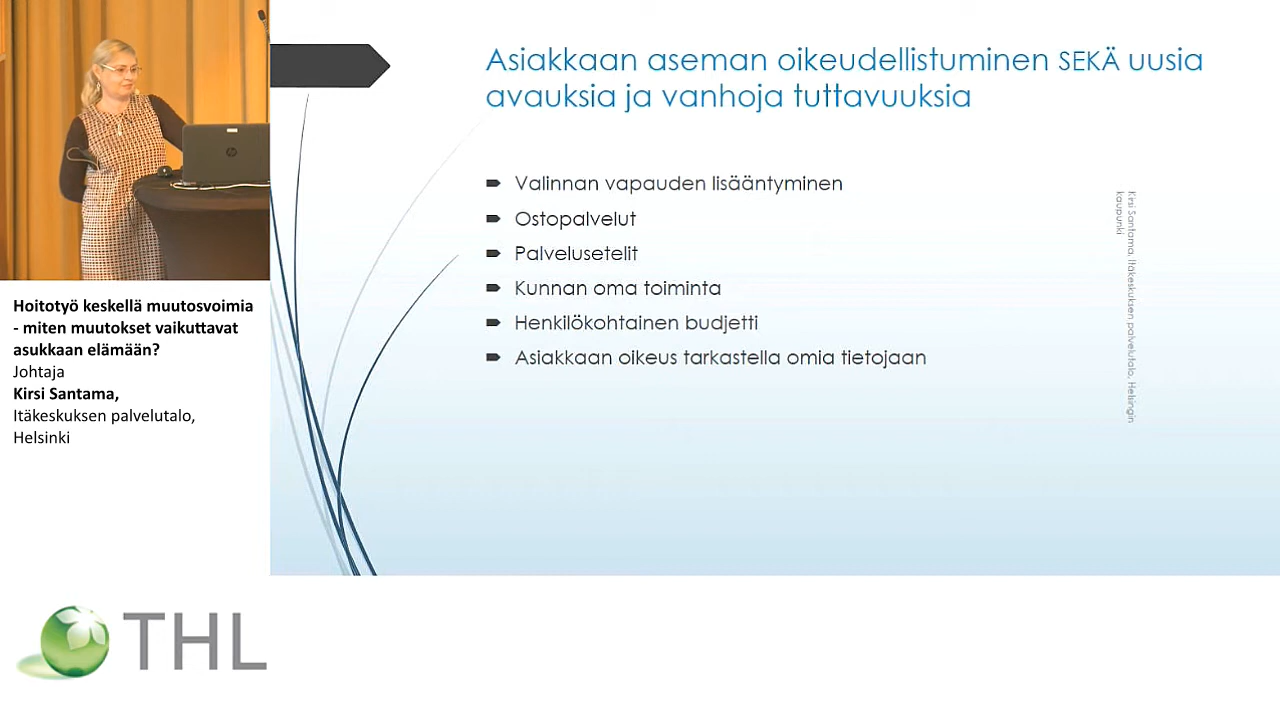 Asiakkaan aseman oikeudellistuminen SEKÄ uusia
avauksia ja vanhoja tuttavuuksia
Valinnan vapauden lisääntyminen
Ostopalvelut
Palvelusetelit
Kunnan oma toiminta
Henkilökohtainen budjetti
Asiakkaan oikeus tarkastella omia tietojaan
Kirsi Santama, Itäkeskuksen palvelutalo, Helsingin
kaupunki
Hoitotyö keskellä muutosvoimia
- miten muutokset vaikuttavat
asukkaan elämään?
Johtaja
Kirsi Santama,
Itäkeskuksen palvelutalo,
Helsinki
THL